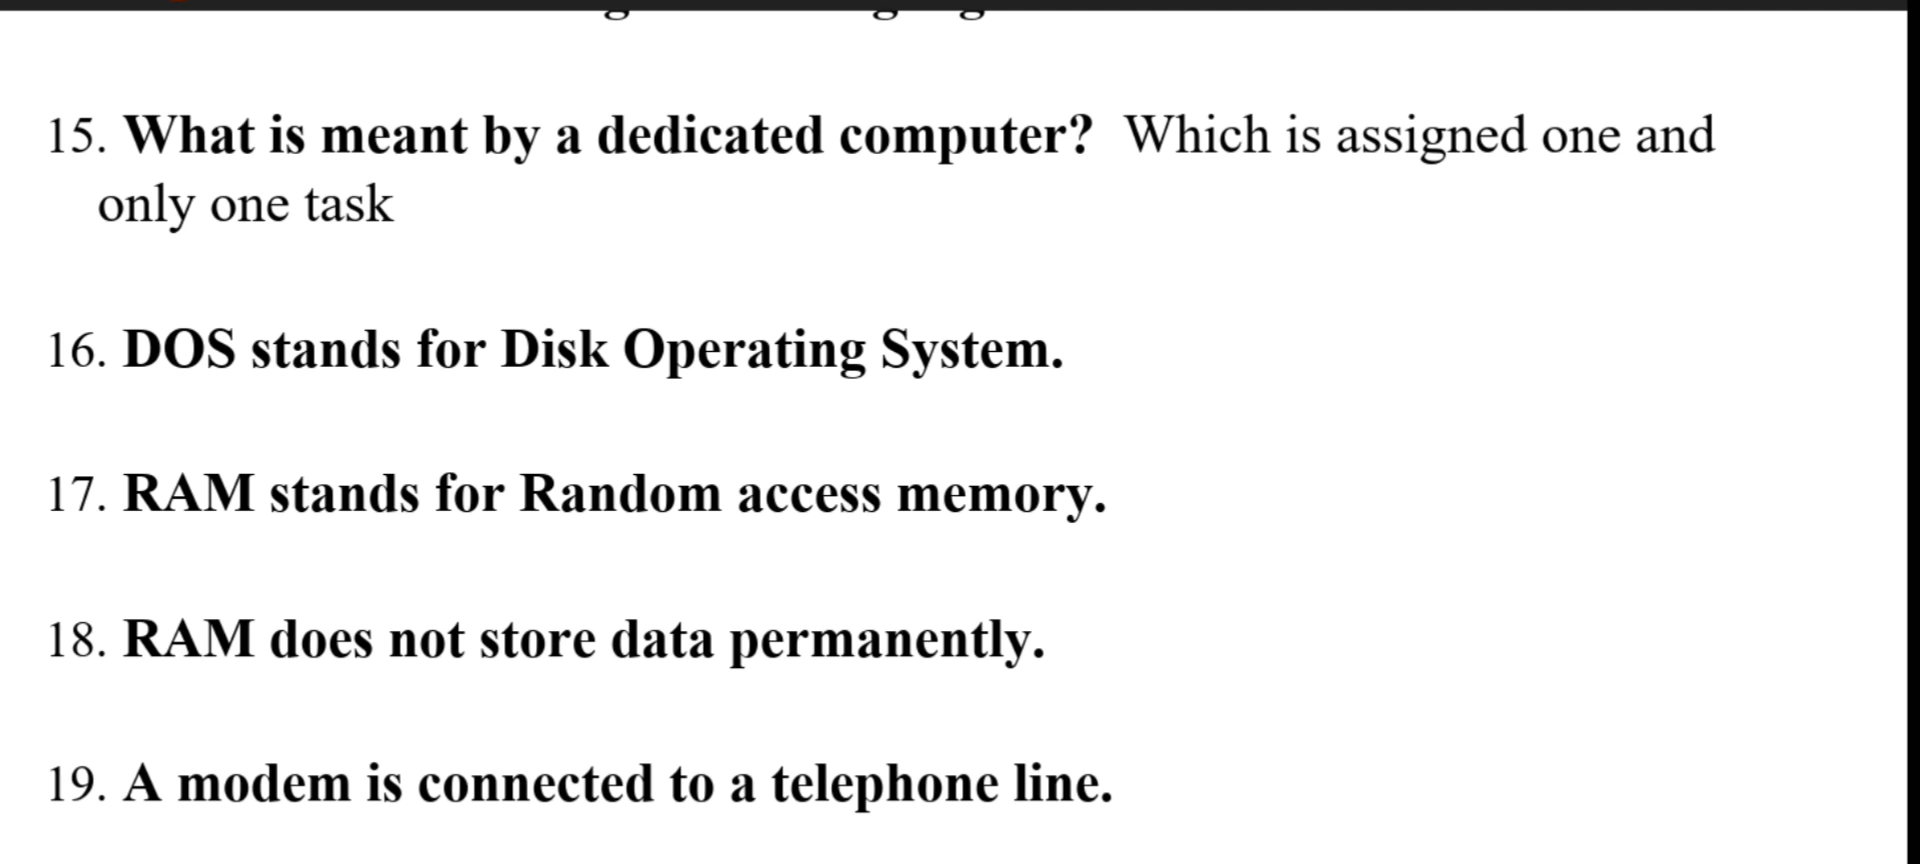 15. What is meant by a dedicated computer?  Which is assigned one and
only one task
16. DOS stands for Disk Operating System.
17. RAM stands for Random access memory.
18. RAM does not store data permanently.
19. A modem is connected to a telephone line.